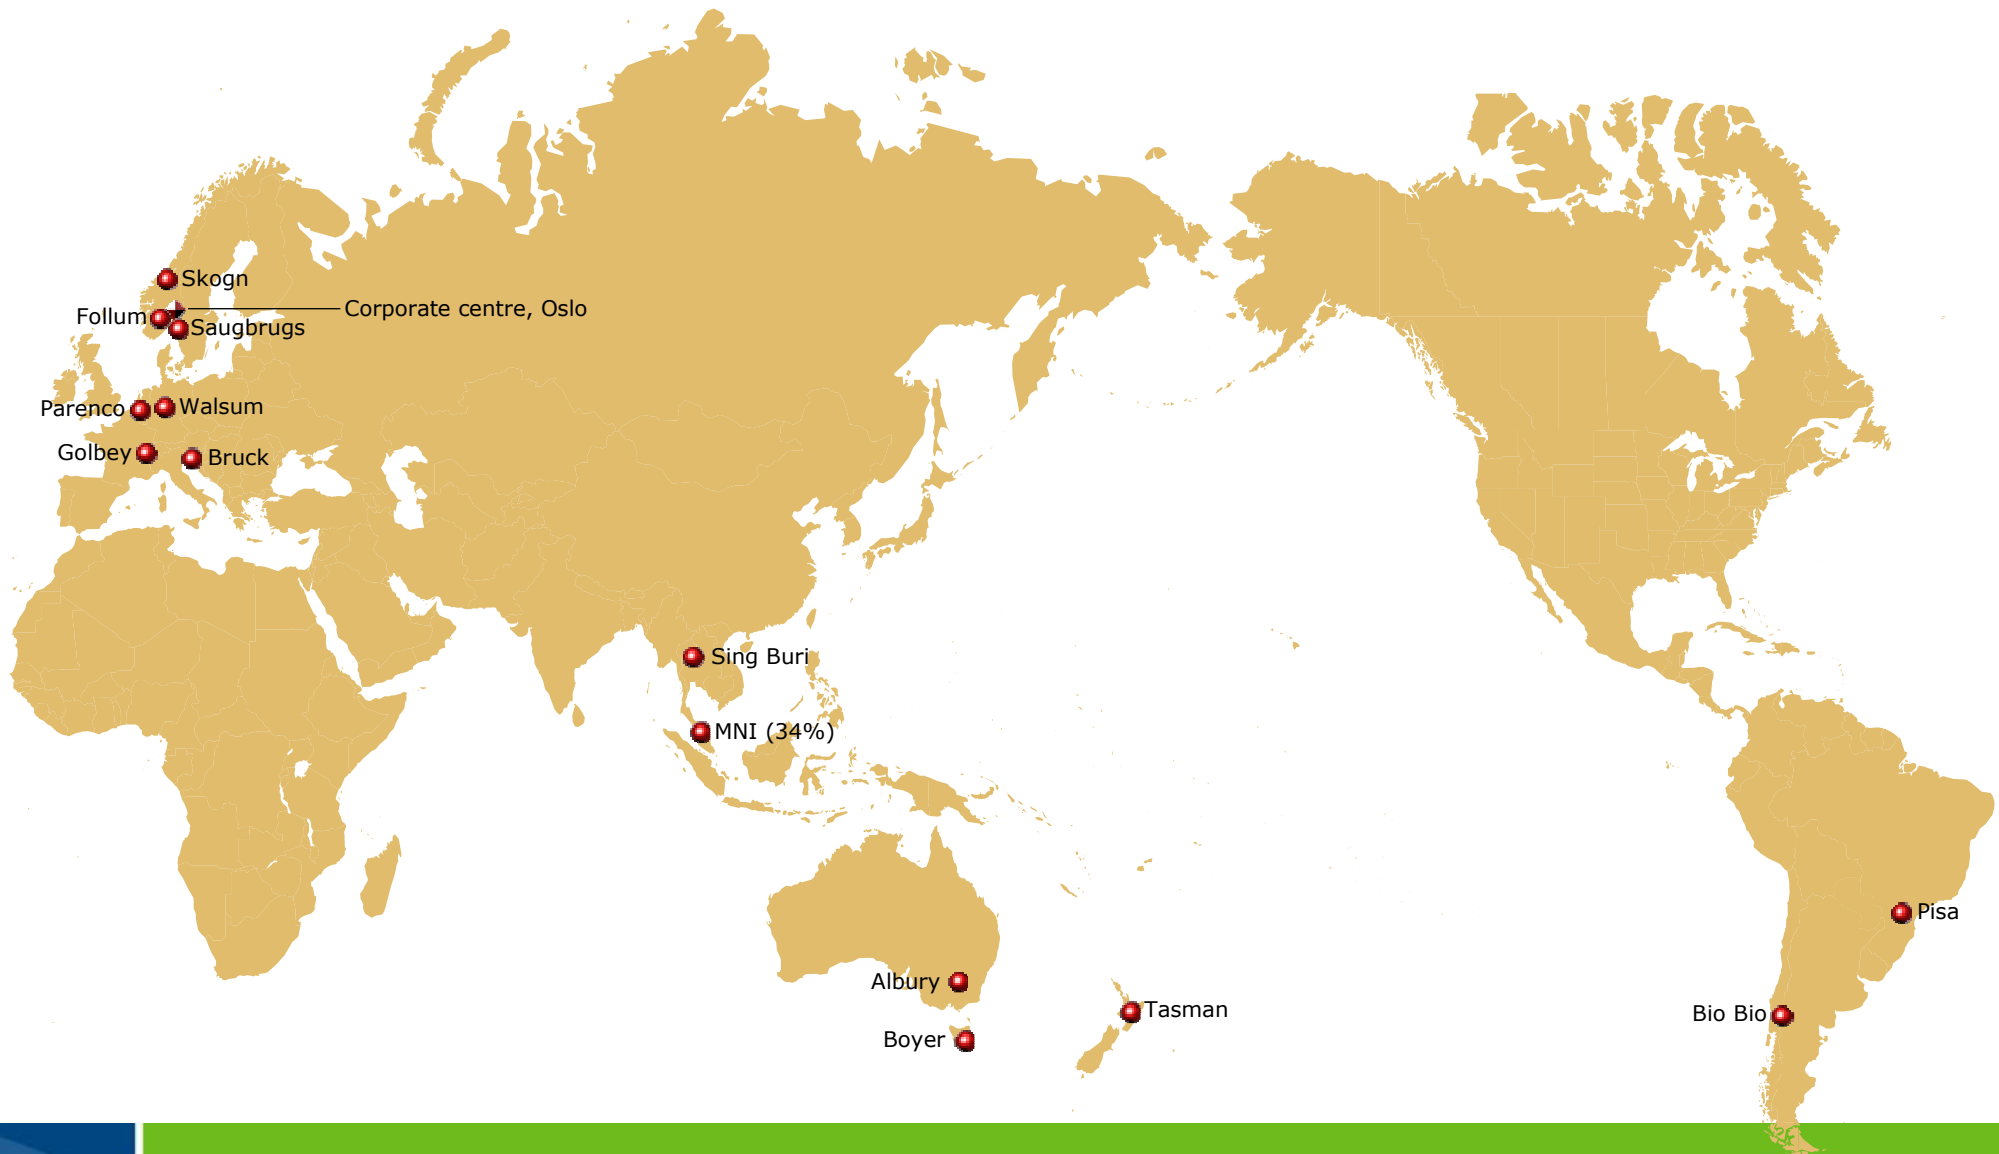 Skogn
Corporate centre, Oslo
Follum
Saugbrugs
Parenco
Walsum
Golbey
Bruck
Sing Buri
MNI (34%)
Pisa
Albury
Tasman
Bio Bio
Boyer